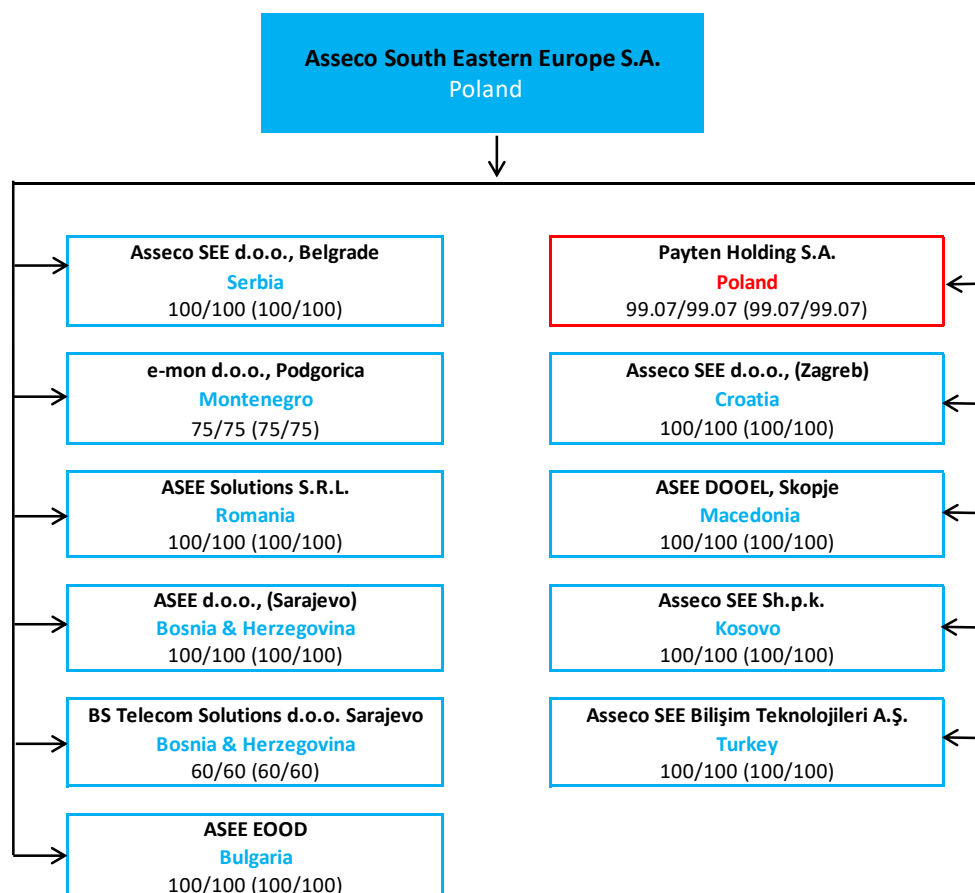 Asseco South Eastern Europe S.A.
Poland
Asseco SEE d.o.o., Belgrade
Serbia
100/100 (100/100)
Payten Holding S.A.
Poland
99.07/99.07 (99.07/99.07)
e-mon d.o.o., Podgorica
Montenegro
75/75 (75/75)
Asseco SEE d.o.o., (Zagreb)
Croatia
100/100 (100/100)
ASEE Solutions S.R.L.
Romania
100/100 (100/100)
ASEE DOOEL, Skopje
Macedonia
100/100 (100/100)
ASEE d.o.o., (Sarajevo)
Bosnia & Herzegovina
100/100 (100/100)
Asseco SEE Sh.p.k.
Kosovo
100/100 (100/100)
BS Telecom Solutions d.o.o. Sarajevo
Bosnia & Herzegovina
60/60 (60/60)
Asseco SEE Bilişim Teknolojileri A.Ş.
Turkey
100/100 (100/100)
ASEE EOOD
Bulgaria
100/100 (100/100)